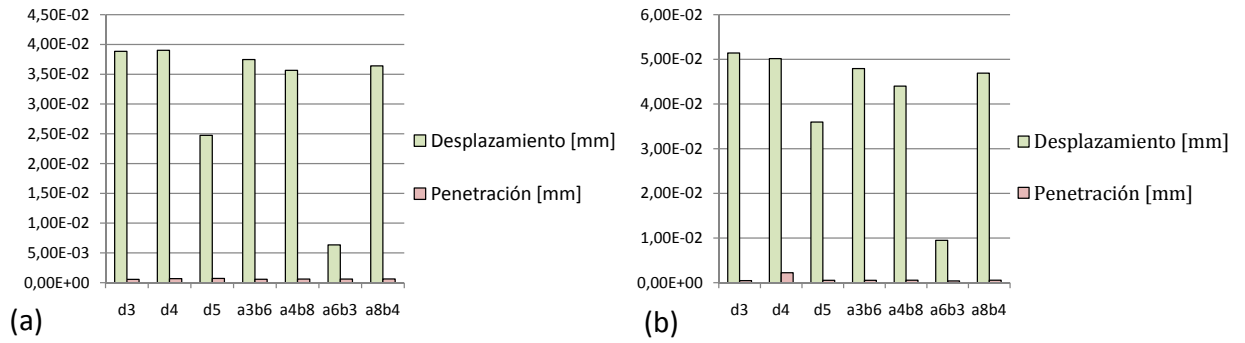 4,50E-02
4,00E-02
3,50E-02
3,00E-02
2,50E-02
2,00E-02
1,50E-02
1,00E-02
5,00E-03
0,00E+00
d3 d4 d5 a3b6 a4b8 a6b3 a8b4
Desplazamiento [mm]
Penetración [mm]
(a)
6,00E-02
5,00E-02
4,00E-02
3,00E-02
2,00E-02
1,00E-02
0,00E+00
d3 d4 d5 a3b6 a4b8 a6b3 a8b4
Desplazamiento [mm]
Penetración [mm]
(b)